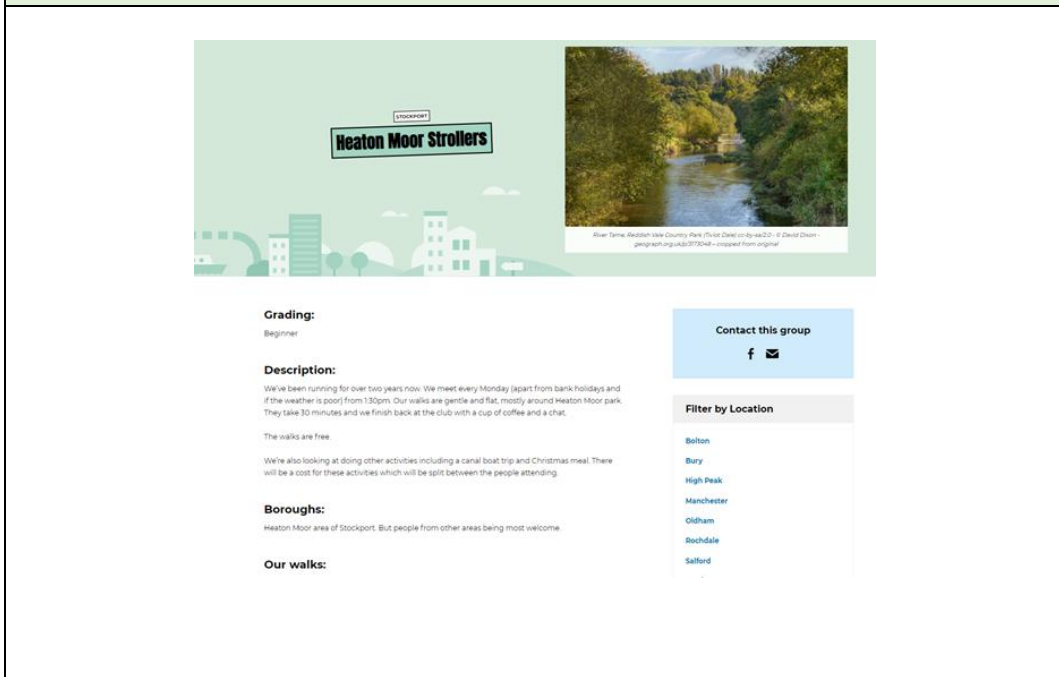 STOCKPORT
Heaton Moor Strollers
River Tame, Reddish Vale Country Park (Tiviot Dale) cc-by-sa/2.0 - © David Dixon -
geograph.org.uk/p/3173048 – cropped from original
Grading:
Beginner
Description:
We've been running for over two years now. We meet every Monday (apart from bank holidays and
if the weather is poor) from 1:30pm. Our walks are gentle and flat, mostly around Heaton Moor park.
They take 30 minutes and we finish back at the club with a cup of coffee and a chat.
The walks are free.
We're also looking at doing other activities including a canal boat trip and Christmas meal. There
will be a cost for these activities which will be split between the people attending.
Boroughs:
Heaton Moor area of Stockport. But people from other areas being most welcome.
Our walks:
Contact this group
Filter by Location
Bolton
Bury
High Peak
Manchester
Oldham
Rochdale
Salford